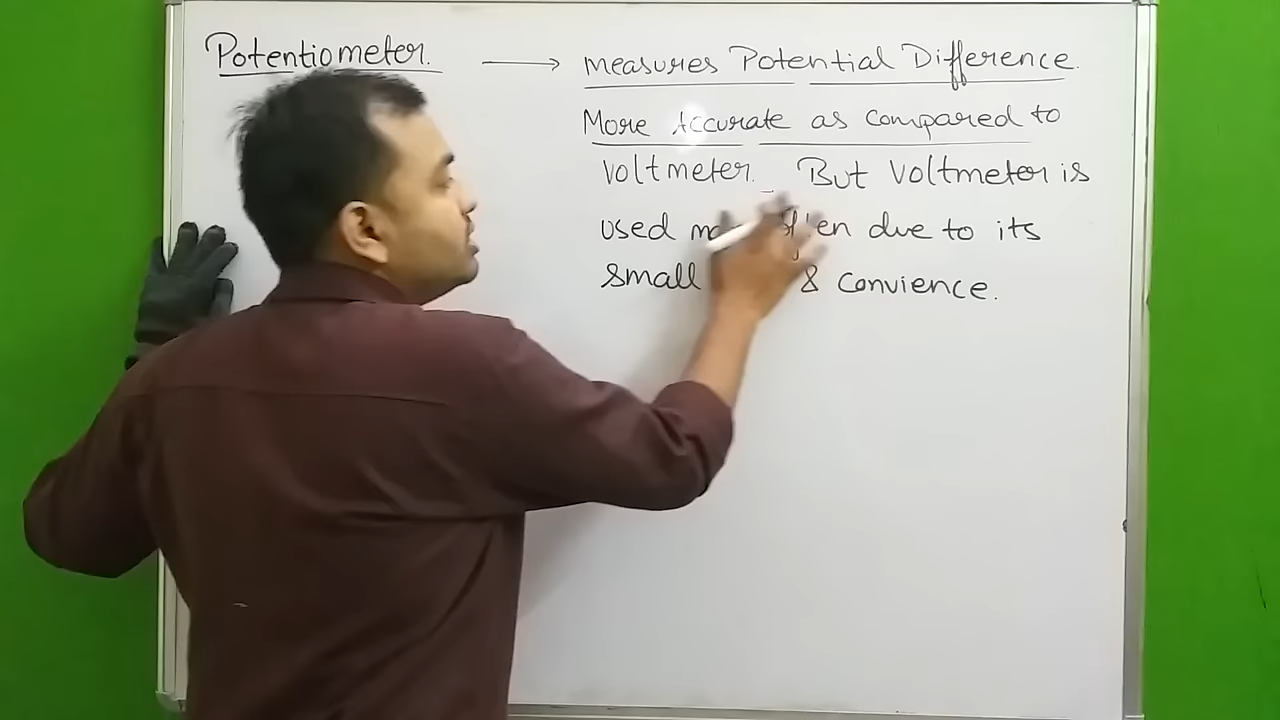 Potentiometer. → measures Potential Difference.
More Accurate as compared to
voltmeter. But Voltmeter is
used often due to its
small & convience.